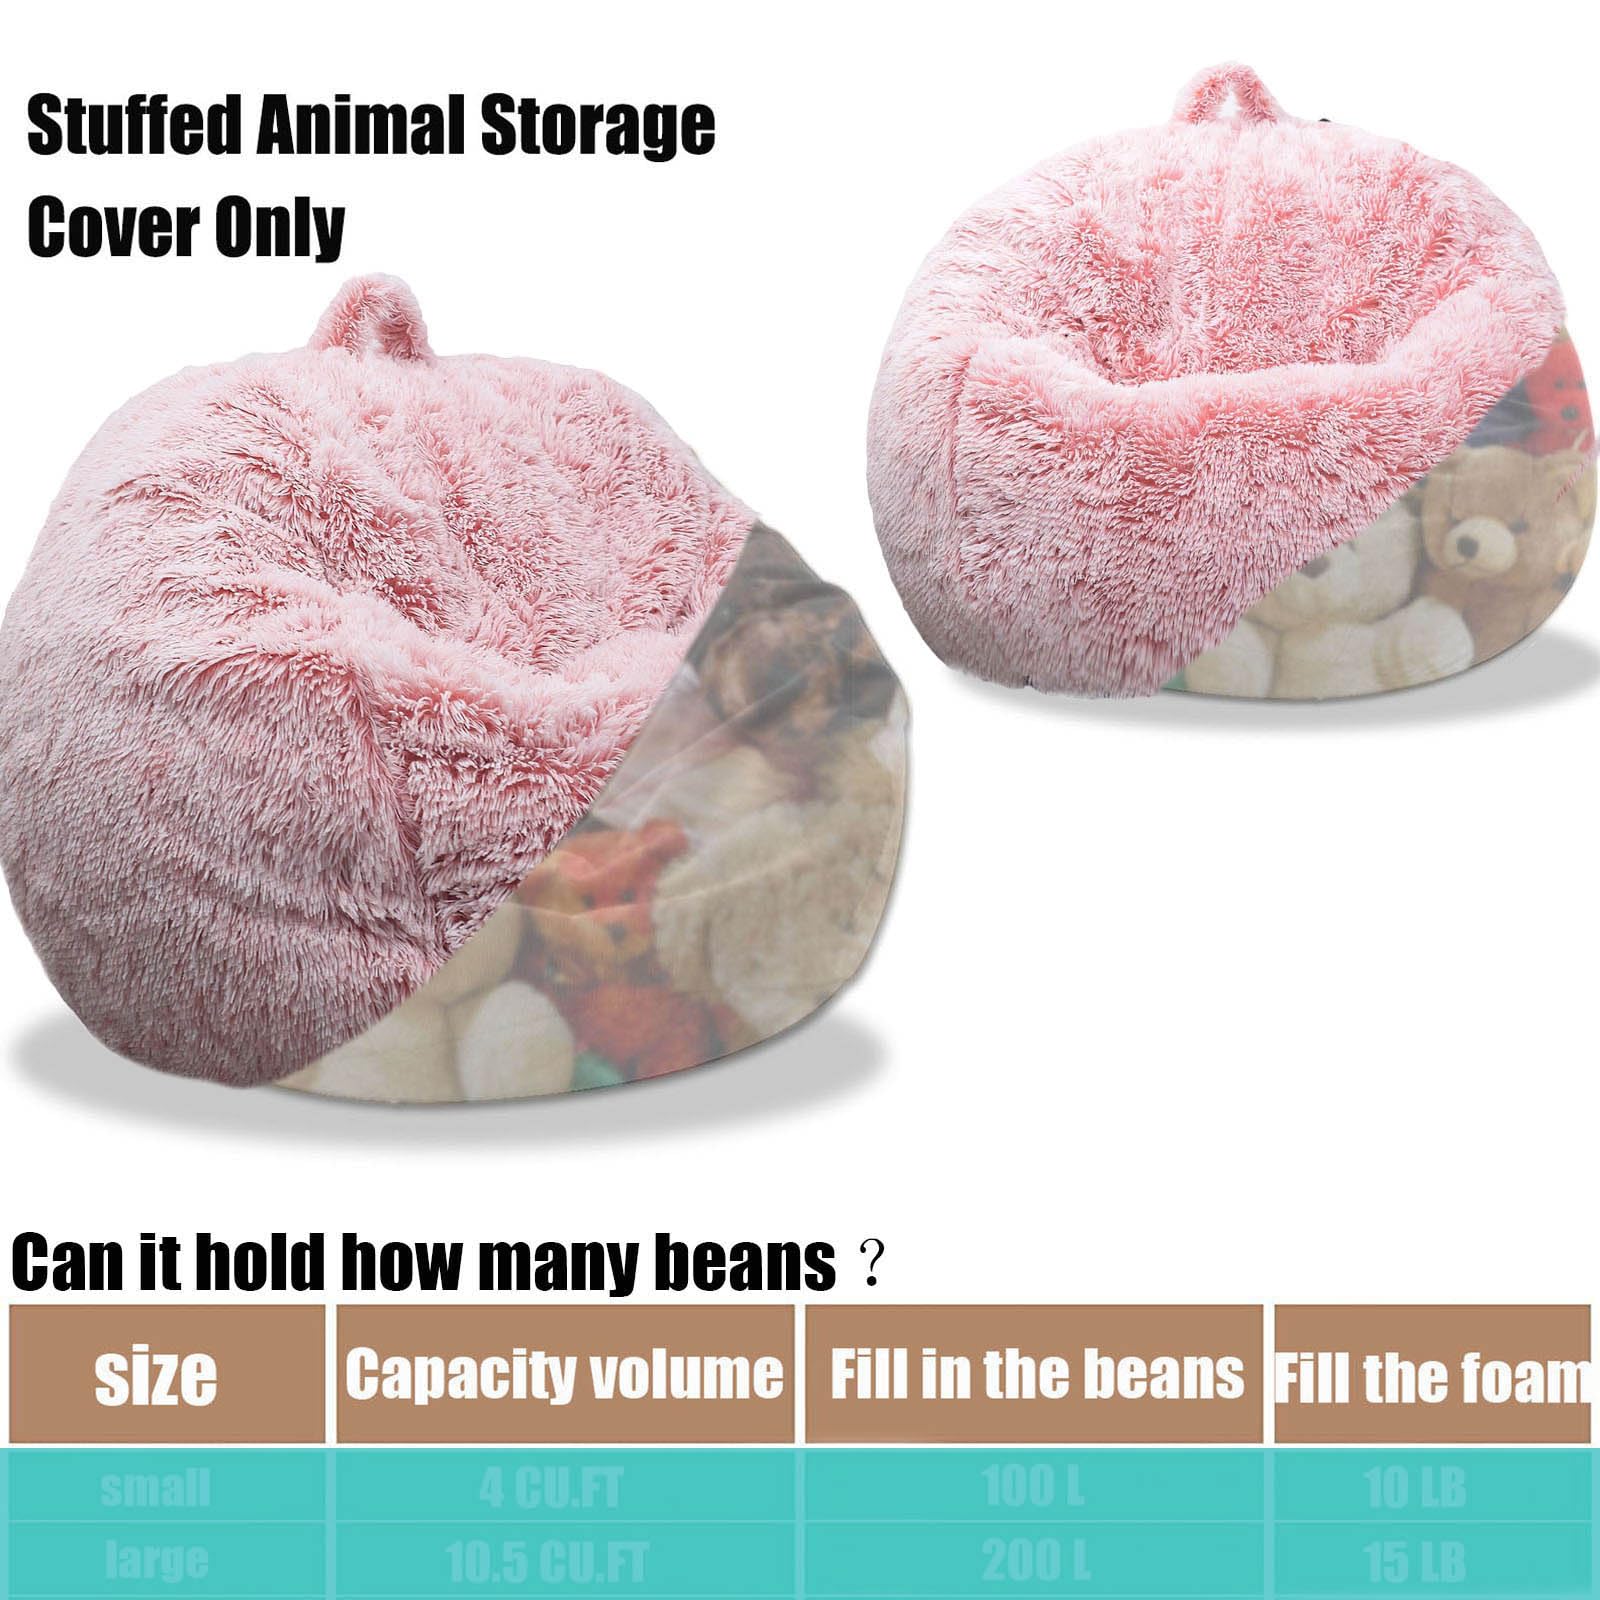 Stuffed Animal Storage
Cover Only
Can it hold how many beans ？
size Capacity volume Fill in the beans Fill the foam
small 4 CU.FT 100 L 10 LB
large 10.5 CU.FT 200 L 15 LB